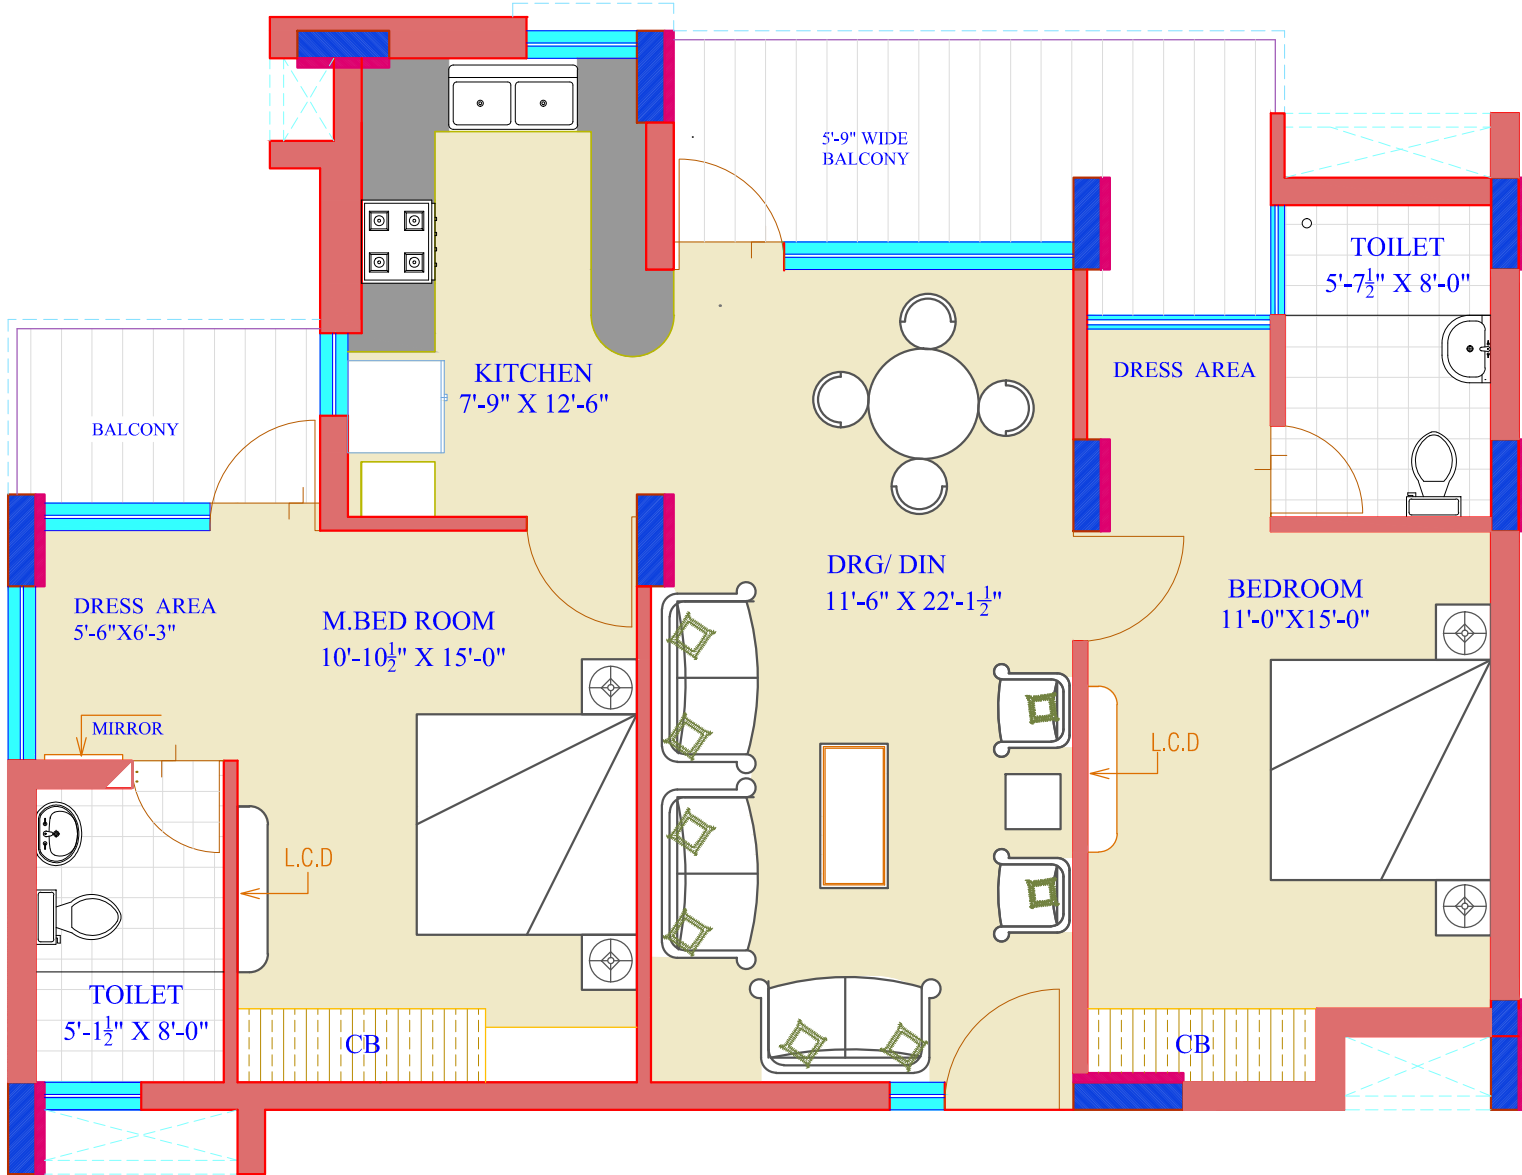 5'-9" WIDE
BALCONY
TOILET
5'-7½" X 8'-0"
KITCHEN
7'-9" X 12'-6"
DRESS AREA
BALCONY
DRG/ DIN
11'-6" X 22'-1½"
BEDROOM
11'-0"X15'-0"
DRESS AREA
5'-6"X6'-3"
M.BED ROOM
10'-10½" X 15'-0"
MIRROR
L.C.D
L.C.D
TOILET
5'-1½" X 8'-0"
CB
CB